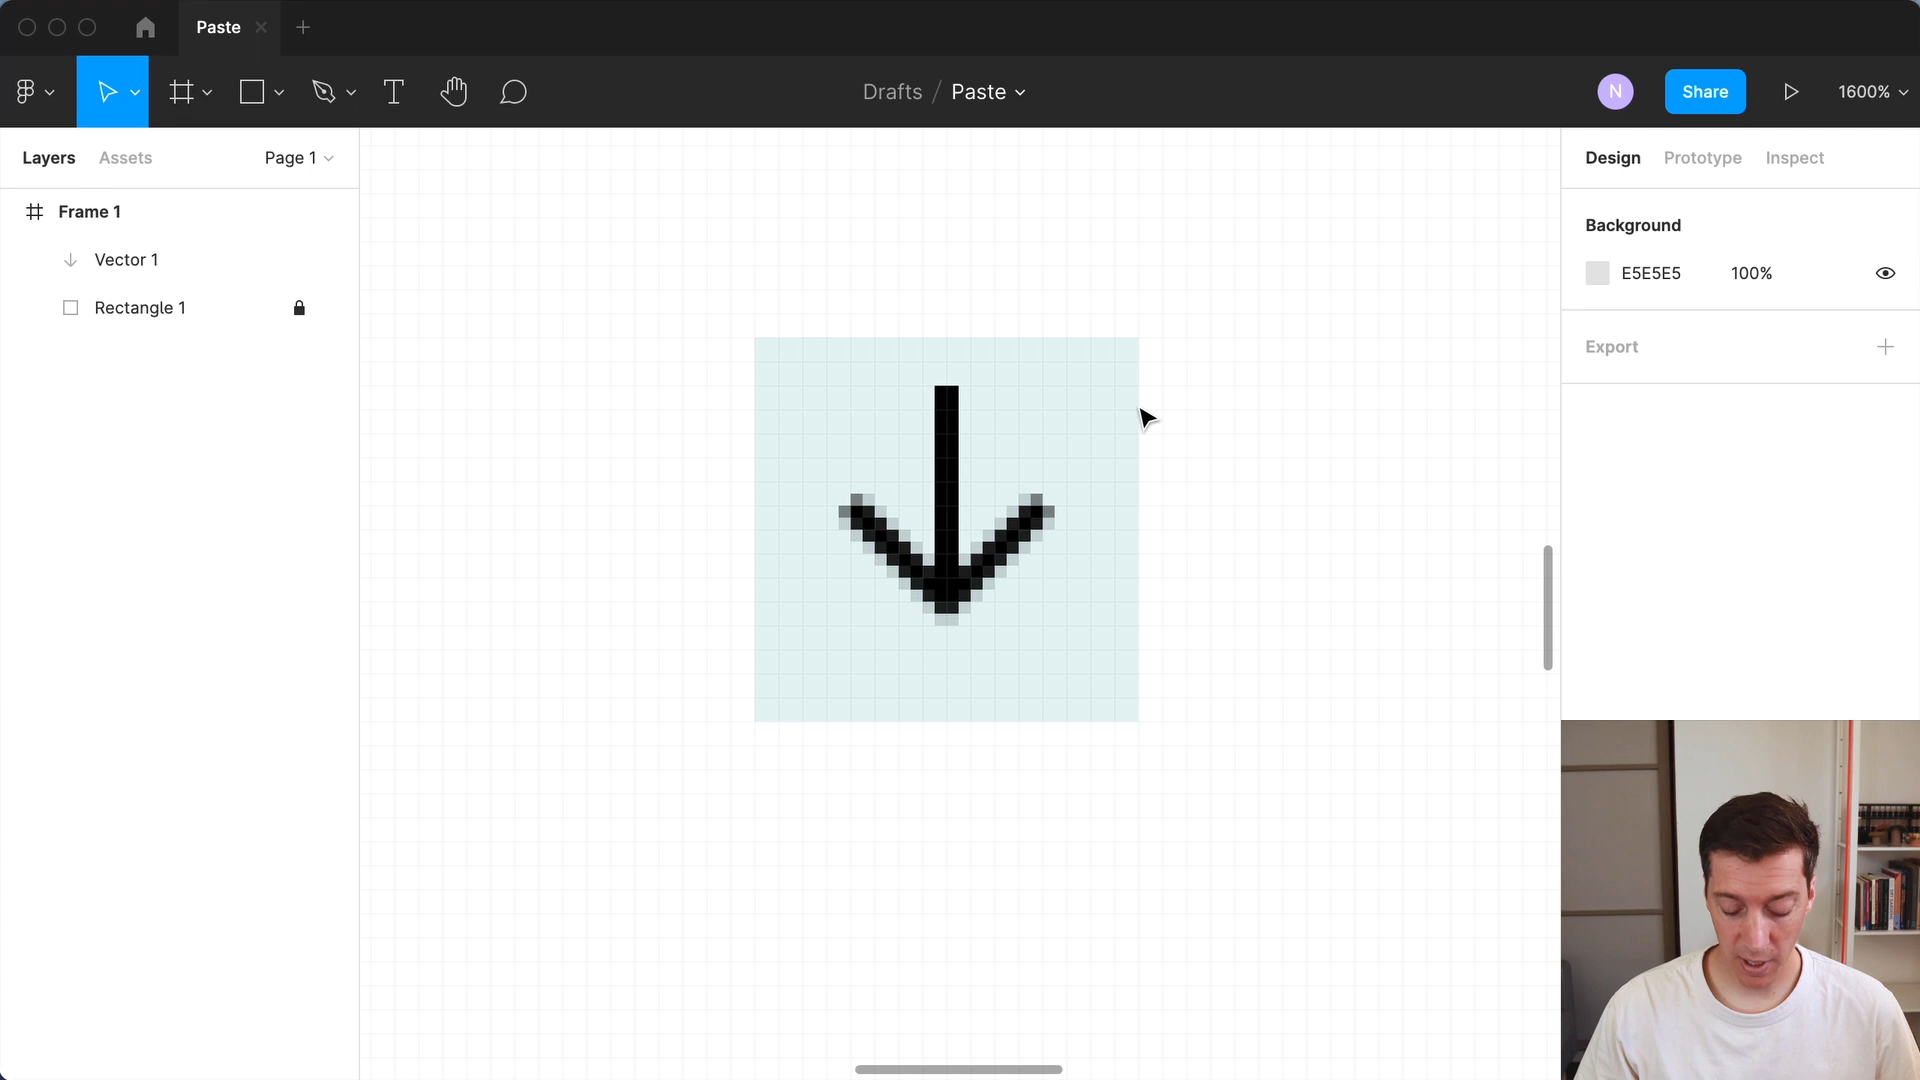 Paste
Drafts / Paste
N
Share
1600%
Layers
Assets
Page 1
Design
Prototype
Inspect
Frame 1
Vector 1
Rectangle 1
Background
E5E5E5
100%
Export